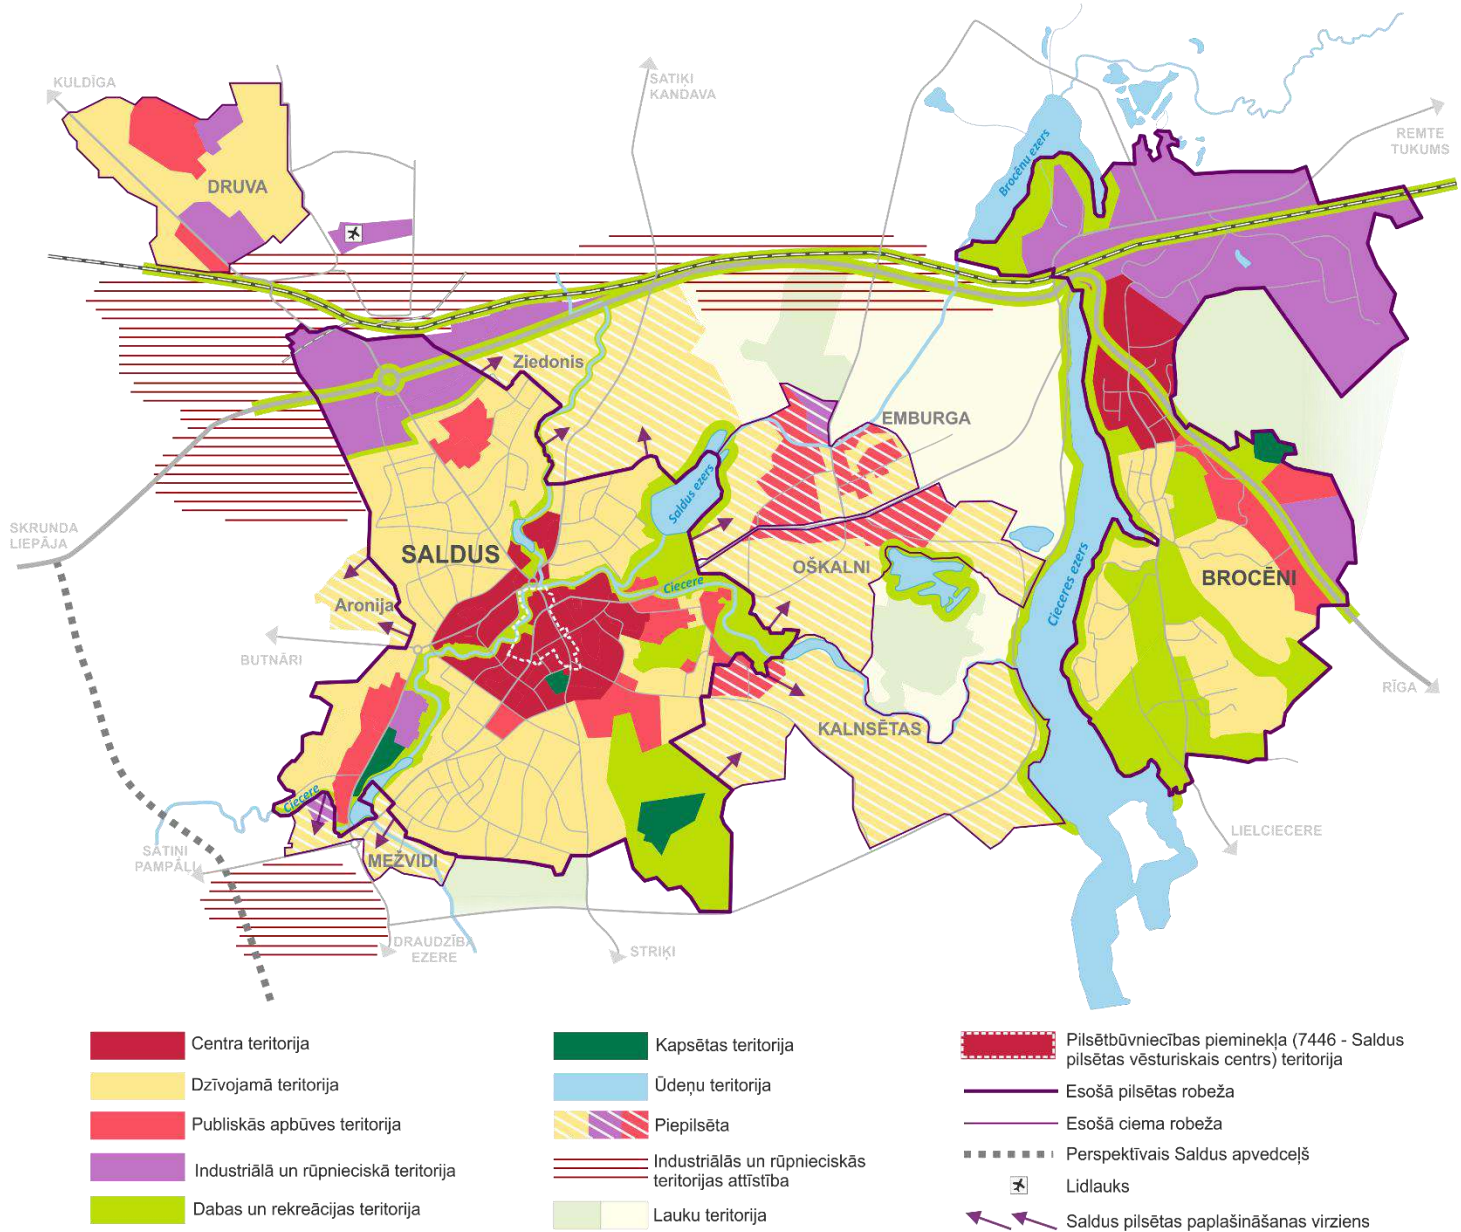 KULDĪGA
SATIĶI
KANDAVA
REMTE
TUKUMS
Brocēnu ezers
DRUVA
Ziedonis
EMBURGA
Saldus ezers
SKRUNDA
LIEPĀJA
SALDUS
OŠKALNI
Ciecere
Cieceres ezers
BROCĒNI
Aronija
BUTNĀRI
RĪGA
KALNSĒTAS
Ciecere
LIELCIECERE
SATIŅI
PAMPĀĻI
MEŽVIDI
DRAUDZĪBA
EZERE
STRIĶI
Centra teritorija
Dzīvojamā teritorija
Publiskās apbūves teritorija
Industriālā un rūpnieciskā teritorija
Dabas un rekreācijas teritorija
Kapsētas teritorija
Ūdeņu teritorija
Piepilsēta
Industriālās un rūpnieciskās
teritorijas attīstība
Lauku teritorija
Pilsētbūvniecības pieminekļa (7446 - Saldus
pilsētas vēsturiskais centrs) teritorija
Esošā pilsētas robeža
Esošā ciema robeža
Perspektīvais Saldus apvedceļš
Lidlauks
Saldus pilsētas paplašināšanas virziens